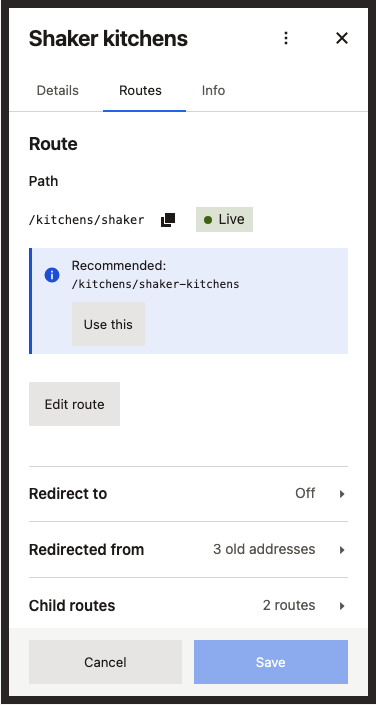 Shaker kitchens
Details Routes Info
Route
Path
/kitchens/shaker Live
Recommended:
/kitchens/shaker-kitchens
Use this
Edit route
Redirect to Off
Redirected from 3 old addresses
Child routes 2 routes
Cancel Save